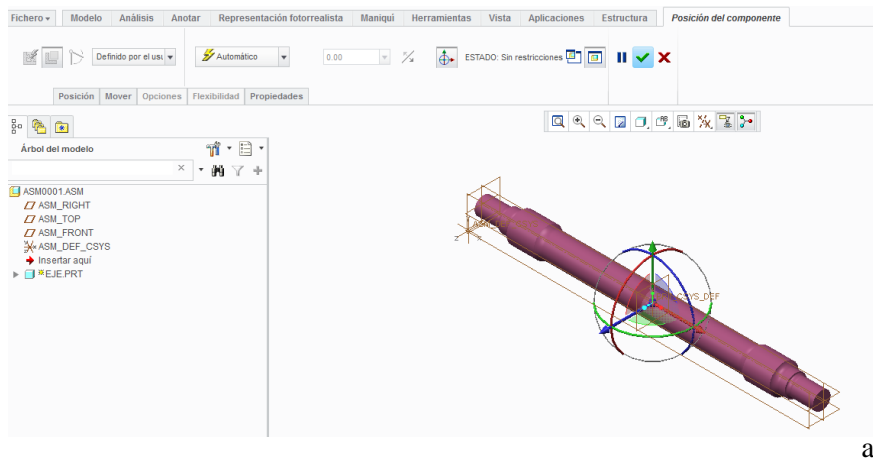 Fichero Modelo Análisis Anotar Representación fotorrealista Maniquí Herramientas Vista Aplicaciones Estructura Posición del componente
Definido por el usu Automático 0.00 ESTADO: Sin restricciones
Posición Mover Opciones Flexibilidad Propiedades
Árbol del modelo
ASM0001.ASM
ASM_RIGHT
ASM_TOP
ASM_FRONT
ASM_DEF_CSYS
Insertar aquí
EJE.PRT
Z X
CSYS_DEF
a